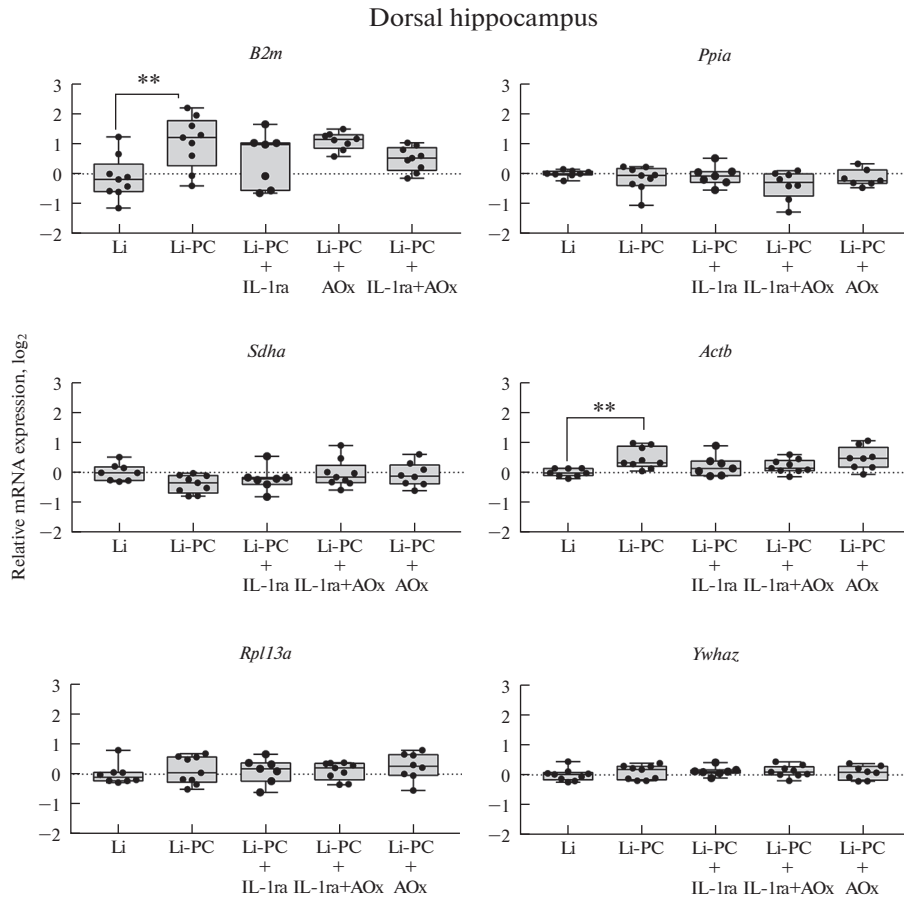 Dorsal hippocampus
B2m
3
2
**
1
0
−1
−2
Li Li-PC Li-PC Li-PC Li-PC
+ + +
IL-1ra AOx IL-1ra+AOx
Ppia
3
2
1
0
−1
−2
Li Li-PC Li-PC Li-PC Li-PC
+ + +
IL-1ra IL-1ra+AOx AOx
Relative mRNA expression, log2
Sdha
3
2
1
0
−1
−2
Li Li-PC Li-PC Li-PC Li-PC
+ + +
IL-1ra IL-1ra+AOx AOx
Actb
3
2
**
1
0
−1
−2
Li Li-PC Li-PC Li-PC Li-PC
+ + +
IL-1ra IL-1ra+AOx AOx
Rpl13a
3
2
1
0
−1
−2
Li Li-PC Li-PC Li-PC Li-PC
+ + +
IL-1ra IL-1ra+AOx AOx
Ywhaz
3
2
1
0
−1
−2
Li Li-PC Li-PC Li-PC Li-PC
+ + +
IL-1ra IL-1ra+AOx AOx